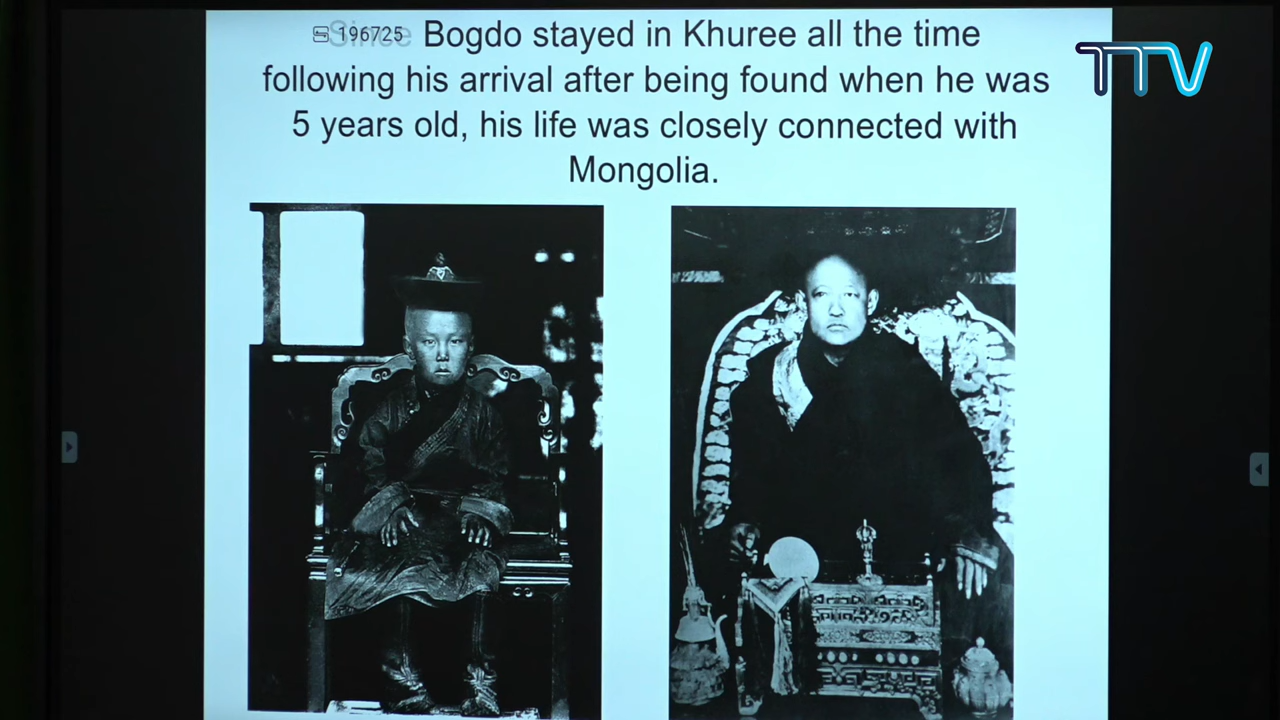 Since Bogdo stayed in Khuree all the time
196725
following his arrival after being found when he was
5 years old, his life was closely connected with
Mongolia.
TTV